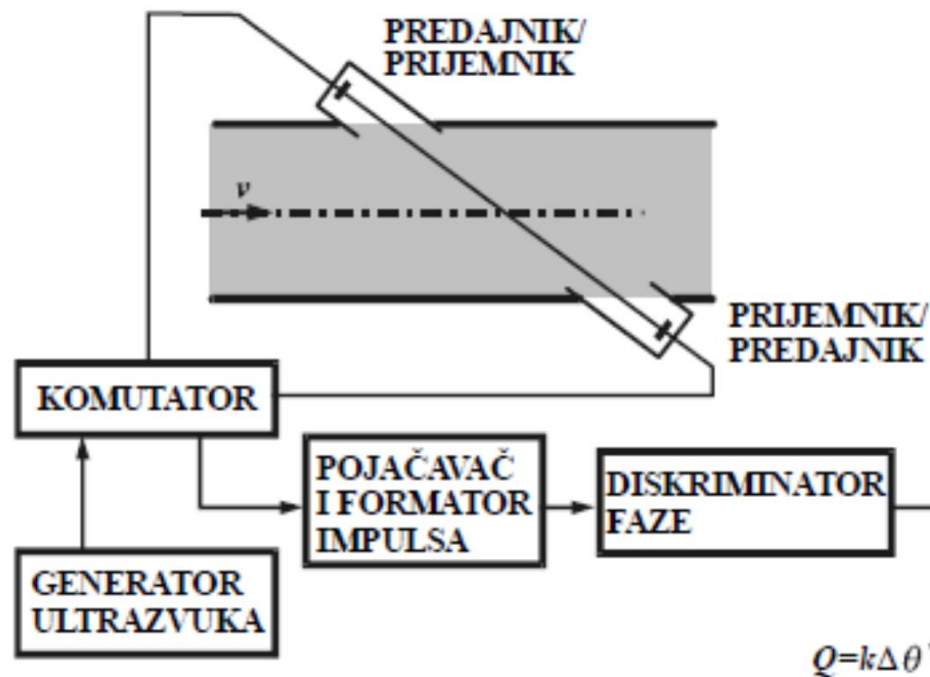 PREDAJNIK/
PRIJEMNIK
v
PRIJEMNIK/
PREDAJNIK
KOMUTATOR
POJAČAVAČ
I FORMATOR
IMPULSA
DISKRIMINATOR
FAZE
GENERATOR
ULTRAZVUKA
Q=kΔθ